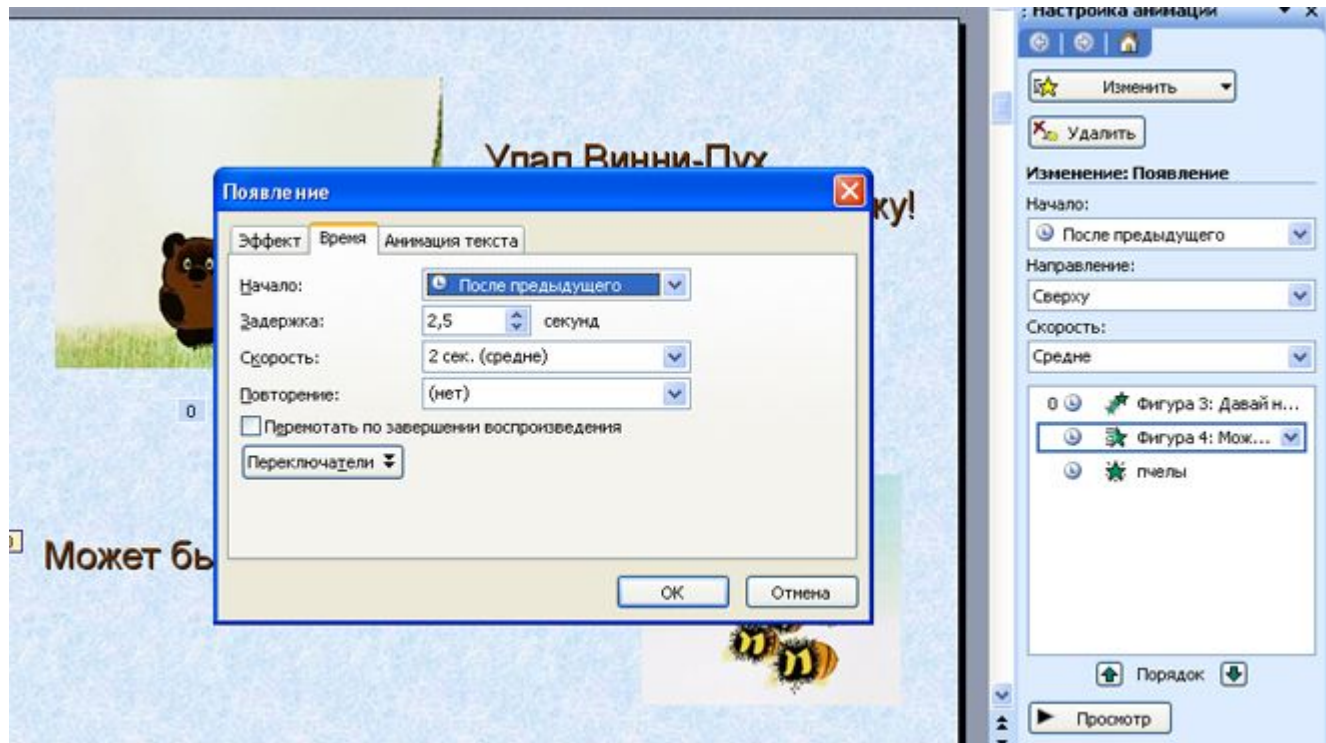 Настройка анимации
Изменить
Удалить
Изменение: Появление
Начало:
После предыдущего
Направление:
Сверху
Скорость:
Средне
0 Фигура 3: Давай н...
Фигура 4: Мож...
пчелы
Порядок
Просмотр
Упал Винни-Пух
ку!
0
Может бы
Появление
Эффект Время Анимация текста
Начало: После предыдущего
Задержка: 2,5 секунд
Скорость: 2 сек. (средне)
Повторение: (нет)
Перемотать по завершении воспроизведения
Переключатели
ОК Отмена